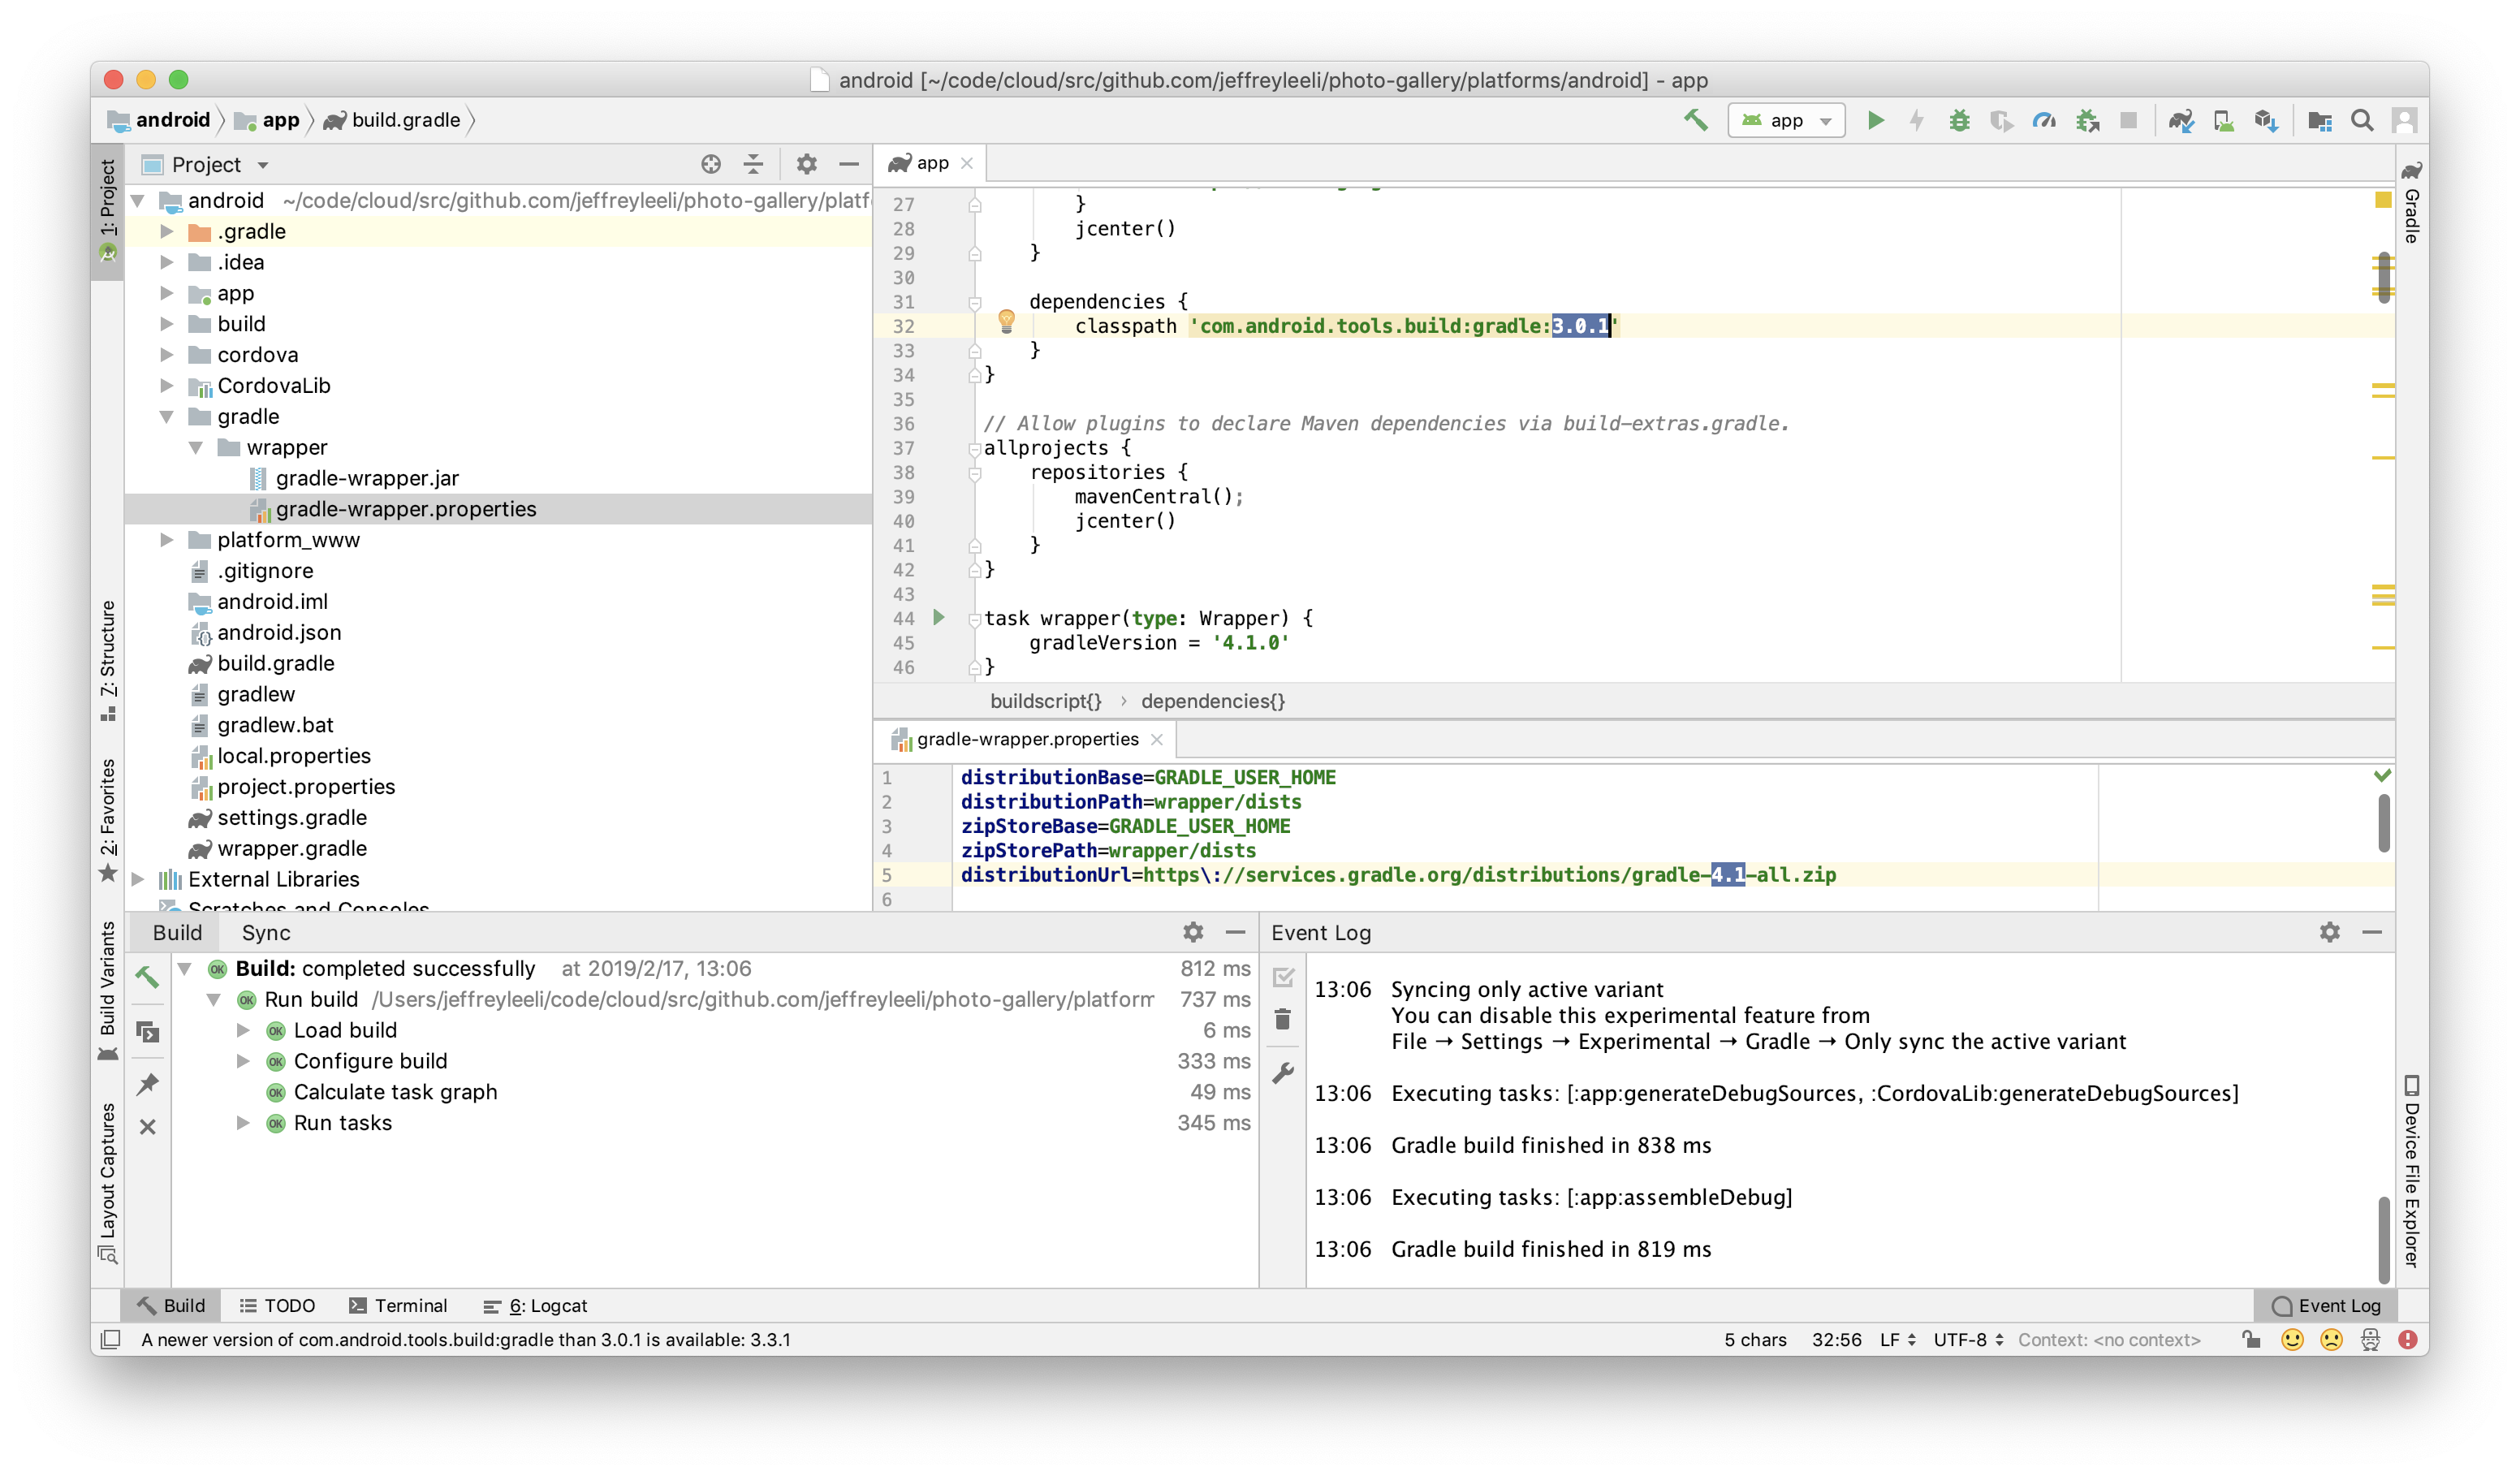 android [~/code/cloud/src/github.com/jeffreyleeli/photo-gallery/platforms/android] - app
android app build.gradle
app
1: Project
Project
android ~/code/cloud/src/github.com/jeffreyleeli/photo-gallery/platf
.gradle
.idea
app
build
cordova
CordovaLib
gradle
wrapper
gradle-wrapper.jar
gradle-wrapper.properties
platform_www
.gitignore
android.iml
android.json
build.gradle
gradlew
gradlew.bat
local.properties
project.properties
settings.gradle
wrapper.gradle
External Libraries
Scratches and Consoles
7: Structure
2: Favorites
Build Variants
Layout Captures
app
27 }
28 jcenter()
29 }
30
31 dependencies {
32 classpath 'com.android.tools.build:gradle:3.0.1'
33 }
34 }
35
36 // Allow plugins to declare Maven dependencies via build-extras.gradle.
37 allprojects {
38 repositories {
39 mavenCentral();
40 jcenter()
41 }
42 }
43
44 task wrapper(type: Wrapper) {
45 gradleVersion = '4.1.0'
46 }
buildscript{} › dependencies{}
gradle-wrapper.properties
1 distributionBase=GRADLE_USER_HOME
2 distributionPath=wrapper/dists
3 zipStoreBase=GRADLE_USER_HOME
4 zipStorePath=wrapper/dists
5 distributionUrl=https\://services.gradle.org/distributions/gradle-4.1-all.zip
6
Gradle
Device File Explorer
Build Sync
Build: completed successfully at 2019/2/17, 13:06 812 ms
OK Run build /Users/jeffreyleeli/code/cloud/src/github.com/jeffreyleeli/photo-gallery/platform 737 ms
OK Load build 6 ms
OK Configure build 333 ms
OK Calculate task graph 49 ms
OK Run tasks 345 ms
Event Log
13:06 Syncing only active variant
You can disable this experimental feature from
File → Settings → Experimental → Gradle → Only sync the active variant
13:06 Executing tasks: [:app:generateDebugSources, :CordovaLib:generateDebugSources]
13:06 Gradle build finished in 838 ms
13:06 Executing tasks: [:app:assembleDebug]
13:06 Gradle build finished in 819 ms
Build TODO Terminal 6: Logcat Event Log
A newer version of com.android.tools.build:gradle than 3.0.1 is available: 3.3.1 5 chars 32:56 LF UTF-8 Context: <no context>